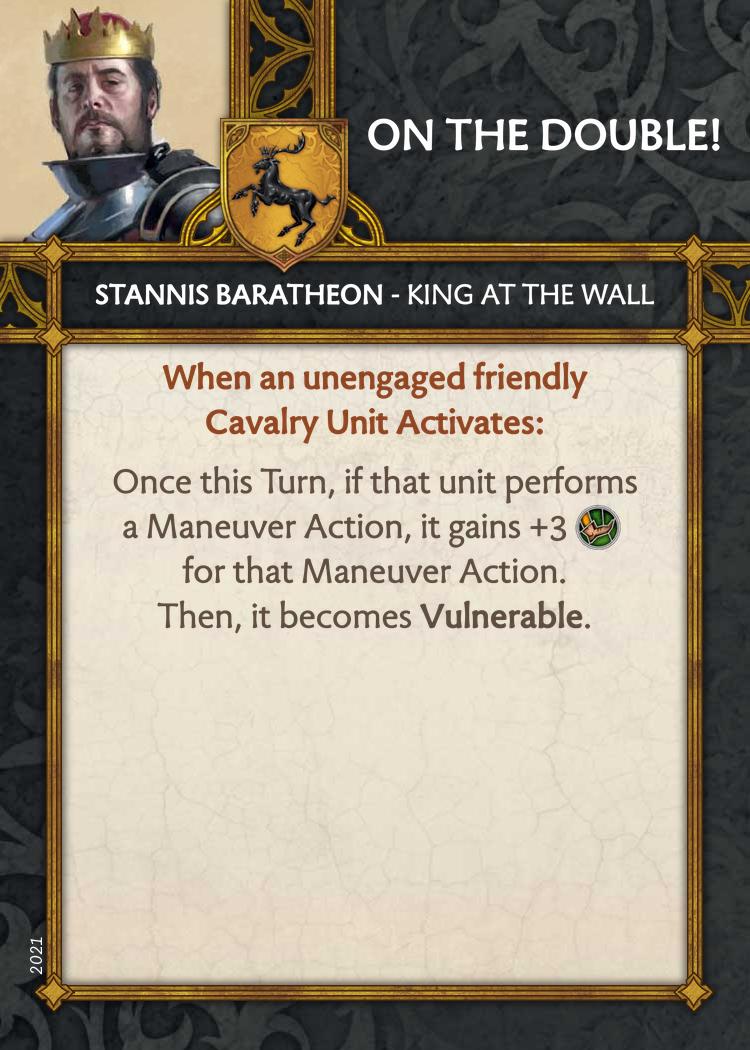 ON THE DOUBLE!
STANNIS BARATHEON - KING AT THE WALL
When an unengaged friendly
Cavalry Unit Activates:
Once this Turn, if that unit performs
a Maneuver Action, it gains +3
for that Maneuver Action.
Then, it becomes Vulnerable.
2021